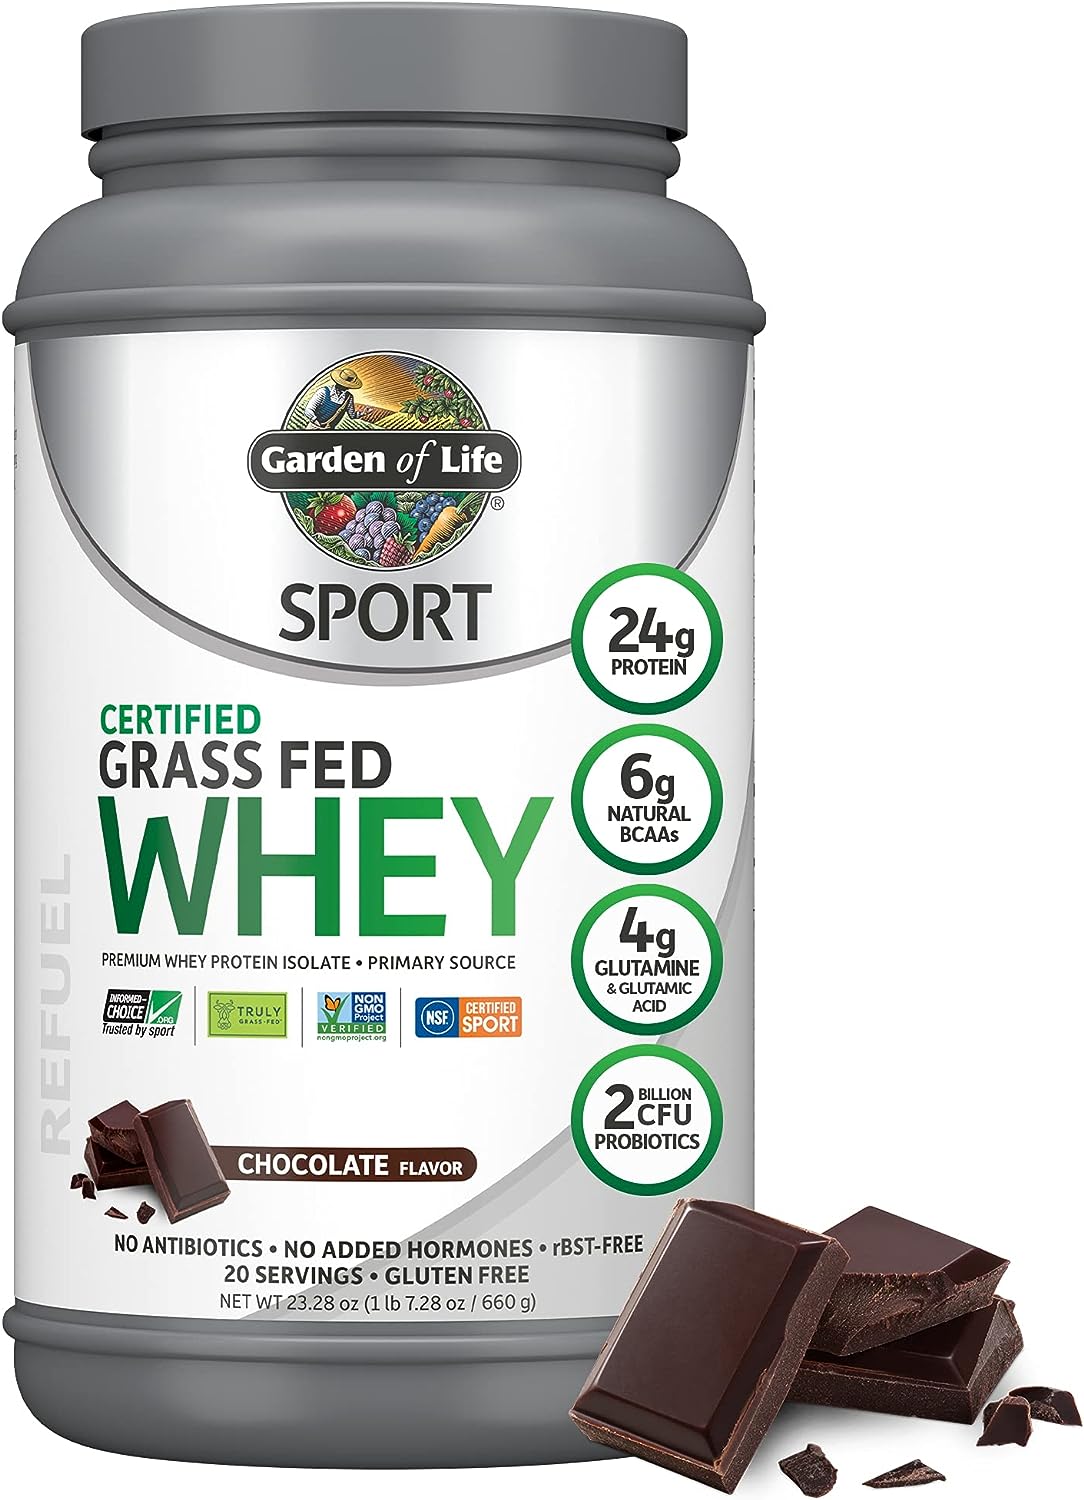 Garden of Life
®
SPORT
24g
PROTEIN
CERTIFIED
GRASS FED
WHEY
6g
NATURAL
BCAAs
PREMIUM WHEY PROTEIN ISOLATE • PRIMARY SOURCE
4g
GLUTAMINE
& GLUTAMIC
ACID
INFORMED-
CHOICE
.ORG
Trusted by sport
TRULY
GRASS-FED
NON
GMO
Project
VERIFIED
nongmoproject.org
NSF
CERTIFIED
SPORT
REFUEL
2 BILLION
CFU
PROBIOTICS
CHOCOLATE FLAVOR
NO ANTIBIOTICS • NO ADDED HORMONES • rBST-FREE
20 SERVINGS • GLUTEN FREE
NET WT 23.28 oz (1 lb 7.28 oz / 660 g)